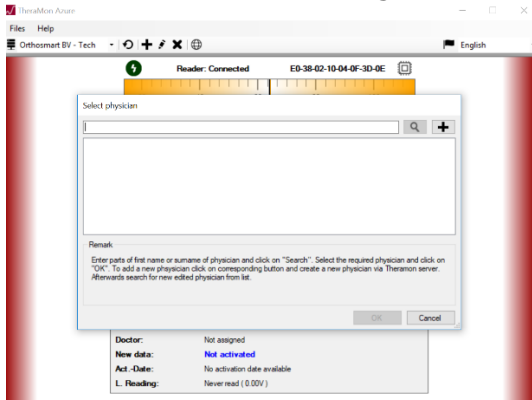 TheraMon Azure
Files Help
Orthosmart BV - Tech
English
Reader: Connected E0-38-02-10-04-0F-3D-0E
Select physician
Remark
Enter parts of first name or surname of physician and click on "Search". Select the required physician and click on
"OK". To add a new phsysician click on corresponding button and create a new physician via Theramon server.
Afterwards search for new edited physician from list.
OK Cancel
Doctor: Not assigned
New data: Not activated
Act.-Date: No activation date available
L. Reading: Never read ( 0.00V )